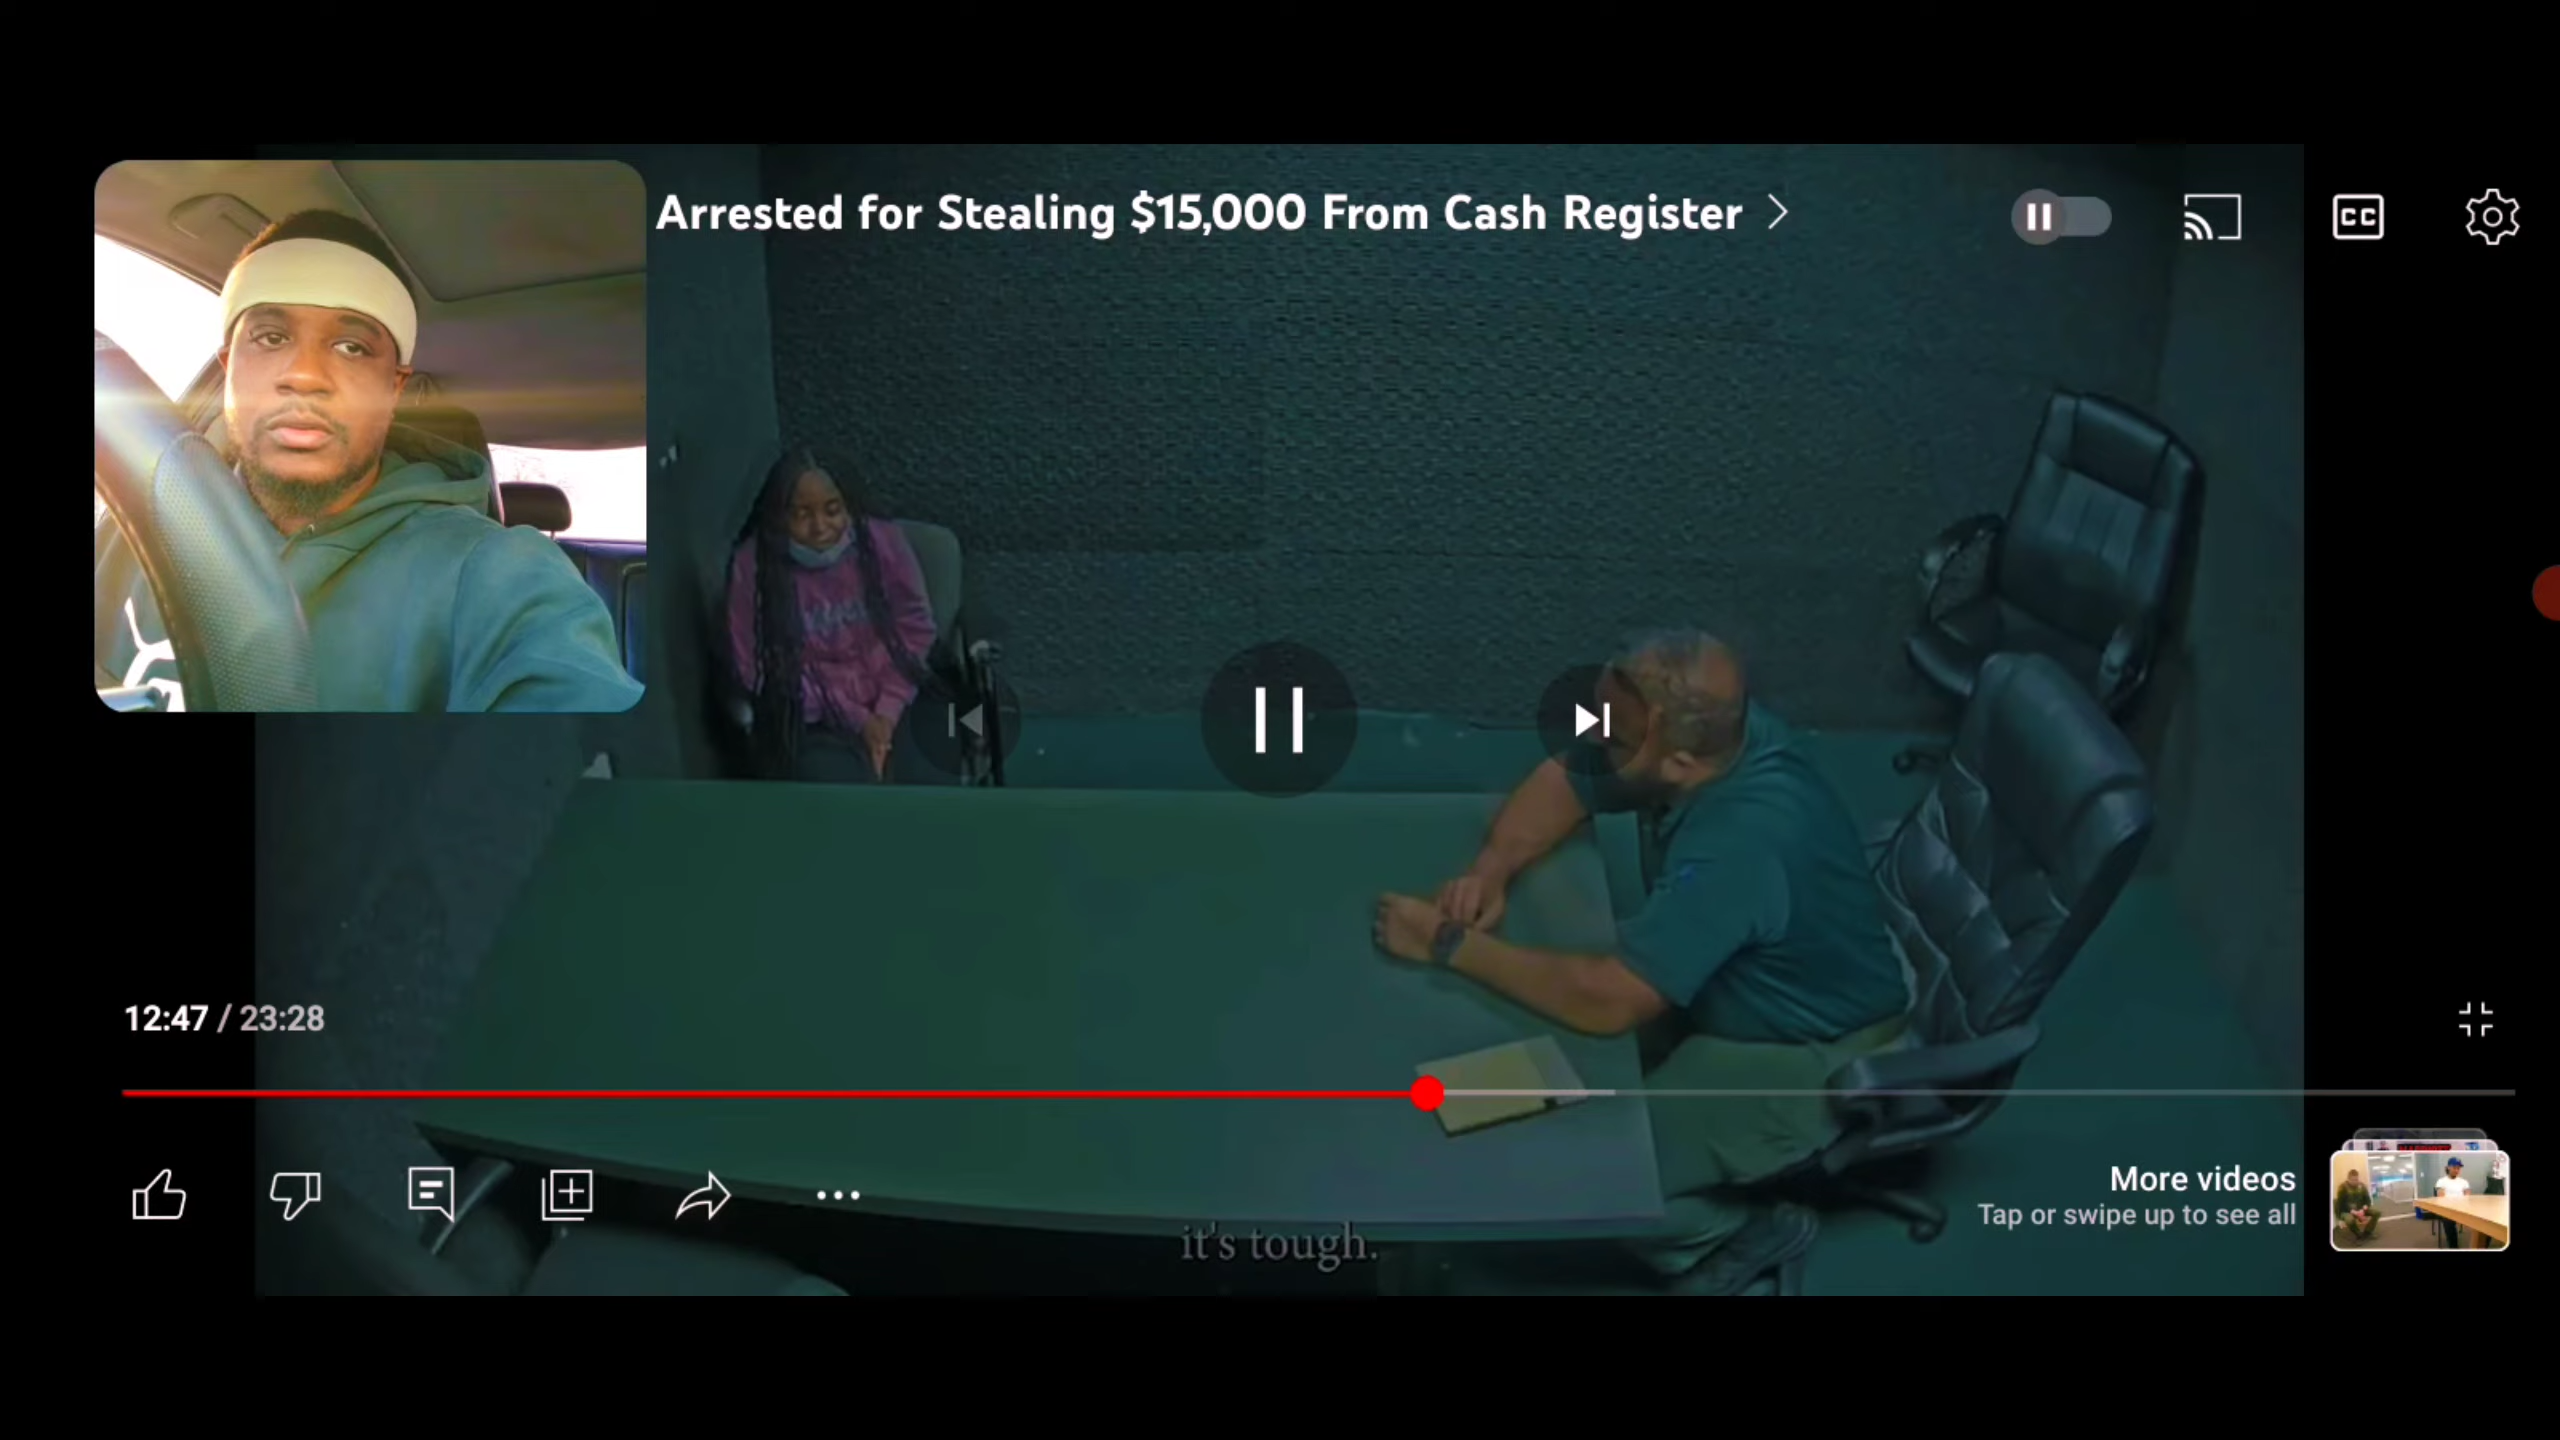 Arrested for Stealing $15,000 From Cash Register
CC
12:47 / 23:28
More videos
Tap or swipe up to see all
it's tough.